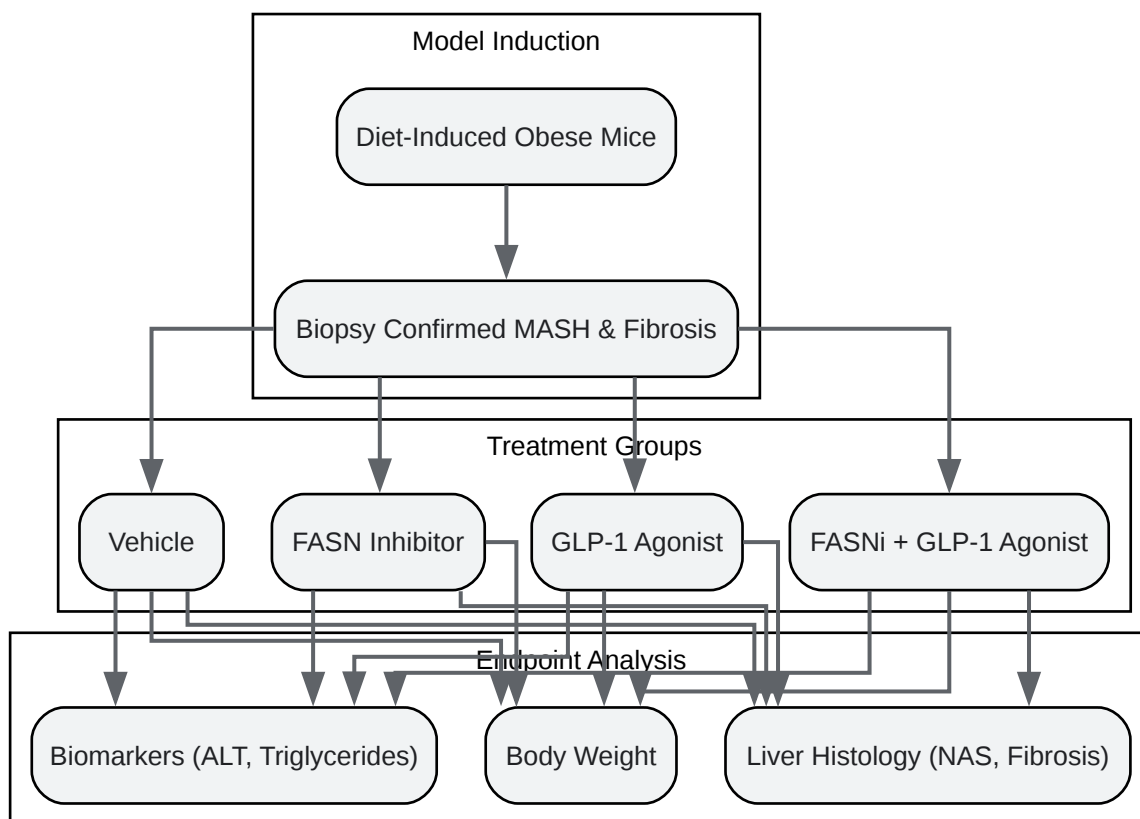 Model Induction
Diet-Induced Obese Mice
Biopsy Confirmed MASH & Fibrosis
Treatment Groups
Vehicle
FASN Inhibitor
GLP-1 Agonist
FASNi + GLP-1 Agonist
Endpoint Analysis
Biomarkers (ALT, Triglycerides)
Body Weight
Liver Histology (NAS, Fibrosis)